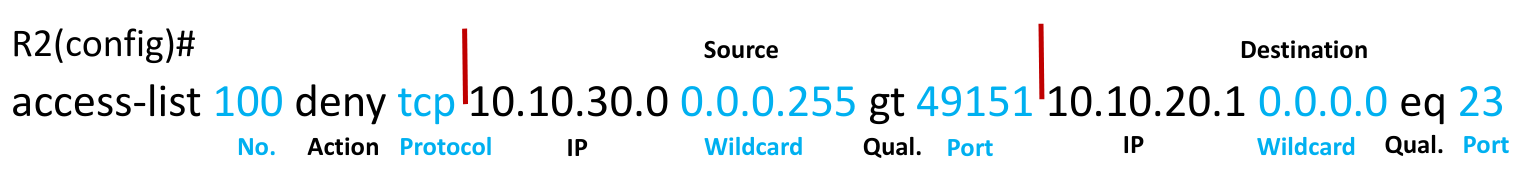 R2(config)#
Source Destination
access-list 100 deny tcp 10.10.30.0 0.0.0.255 gt 49151 10.10.20.1 0.0.0.0 eq 23
No. Action Protocol IP Wildcard Qual. Port IP Wildcard Qual. Port